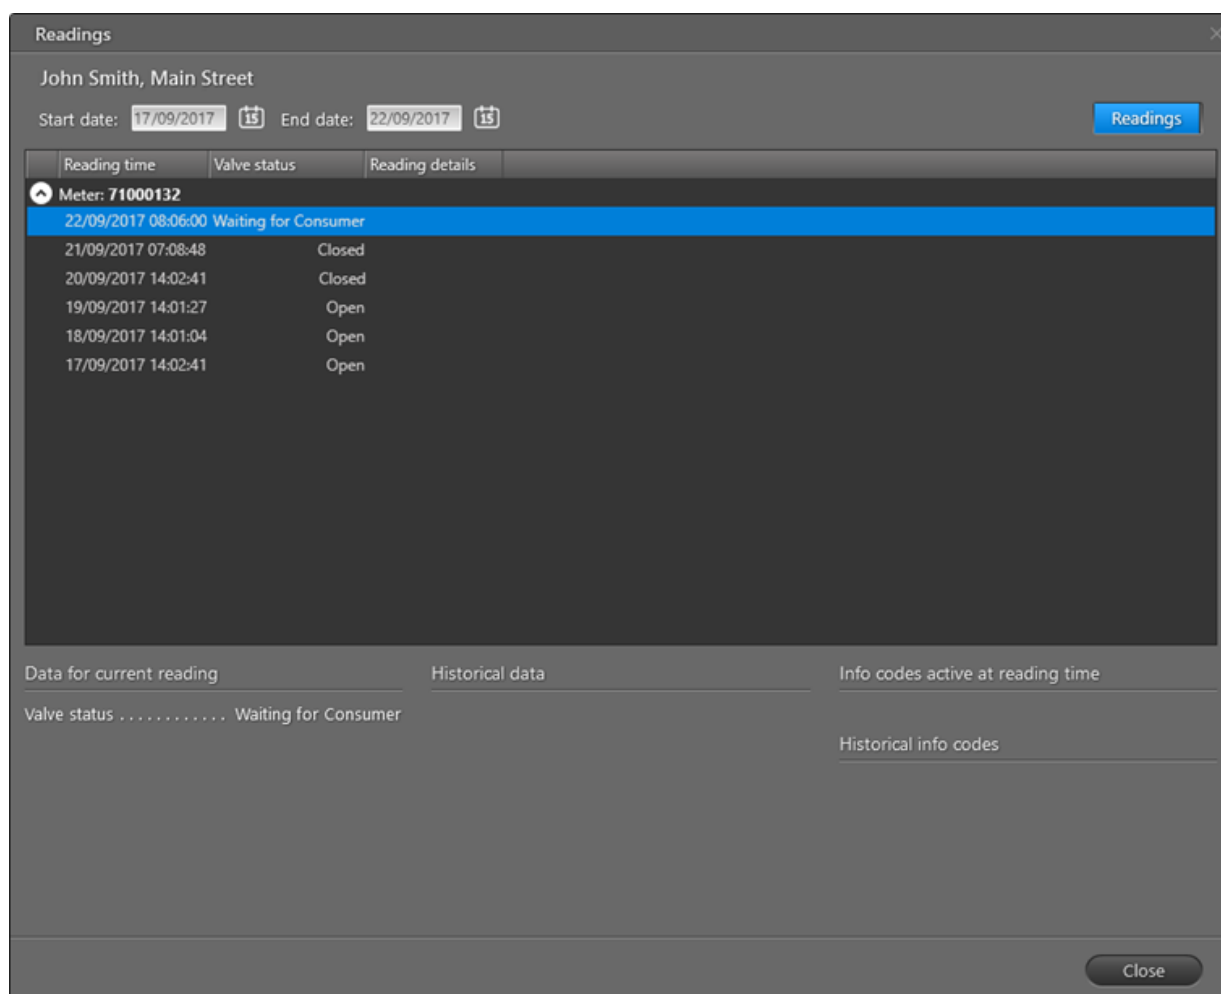 Readings
John Smith, Main Street
Start date: 17/09/2017 15 End date: 22/09/2017 15 Readings
Reading time Valve status Reading details
Meter: 71000132
22/09/2017 08:06:00 Waiting for Consumer
21/09/2017 07:08:48 Closed
20/09/2017 14:02:41 Closed
19/09/2017 14:01:27 Open
18/09/2017 14:01:04 Open
17/09/2017 14:02:41 Open
Data for current reading Historical data Info codes active at reading time
Valve status . . . . . . . . . . . . Waiting for Consumer
Historical info codes
Close